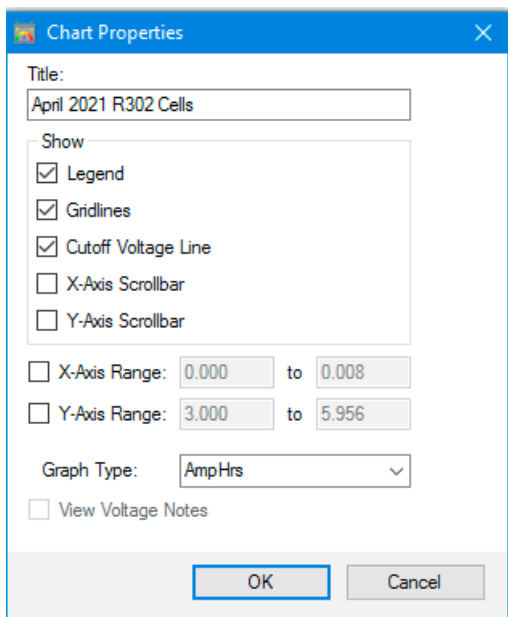 Chart Properties
Title:
April 2021 R302 Cells
Show
Legend
Gridlines
Cutoff Voltage Line
X-Axis Scrollbar
Y-Axis Scrollbar
X-Axis Range: 0.000 to 0.008
Y-Axis Range: 3.000 to 5.956
Graph Type: AmpHrs
View Voltage Notes
OK Cancel